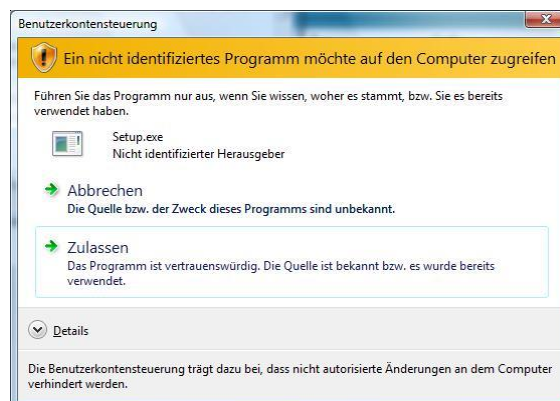 Benutzerkontensteuerung
Ein nicht identifiziertes Programm möchte auf den Computer zugreifen
Führen Sie das Programm nur aus, wenn Sie wissen, woher es stammt, bzw. Sie es bereits
verwendet haben.
Setup.exe
Nicht identifizierter Herausgeber
Abbrechen
Die Quelle bzw. der Zweck dieses Programms sind unbekannt.
Zulassen
Das Programm ist vertrauenswürdig. Die Quelle ist bekannt bzw. es wurde bereits
verwendet.
Details
Die Benutzerkontensteuerung trägt dazu bei, dass nicht autorisierte Änderungen an dem Computer
verhindert werden.